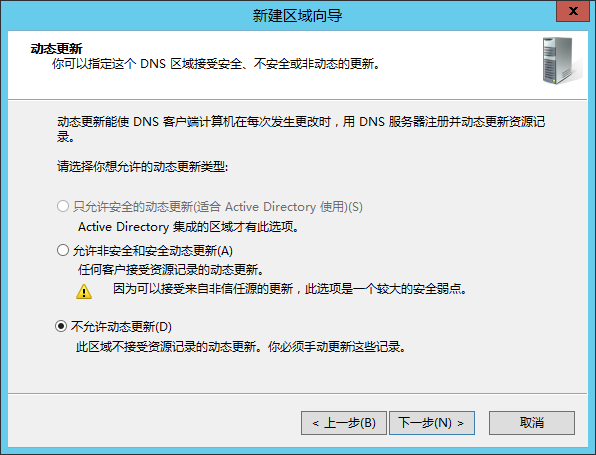 新建区域向导
x
动态更新
你可以指定这个 DNS 区域接受安全、不安全或非动态的更新。
动态更新能使 DNS 客户端计算机在每次发生更改时，用 DNS 服务器注册并动态更新资源记
录。
请选择你想允许的动态更新类型:
只允许安全的动态更新(适合 Active Directory 使用)(S)
Active Directory 集成的区域才有此选项。
允许非安全和安全动态更新(A)
任何客户接受资源记录的动态更新。
因为可以接受来自非信任源的更新，此选项是一个较大的安全弱点。
不允许动态更新(D)
此区域不接受资源记录的动态更新。你必须手动更新这些记录。
< 上一步(B) 下一步(N) > 取消